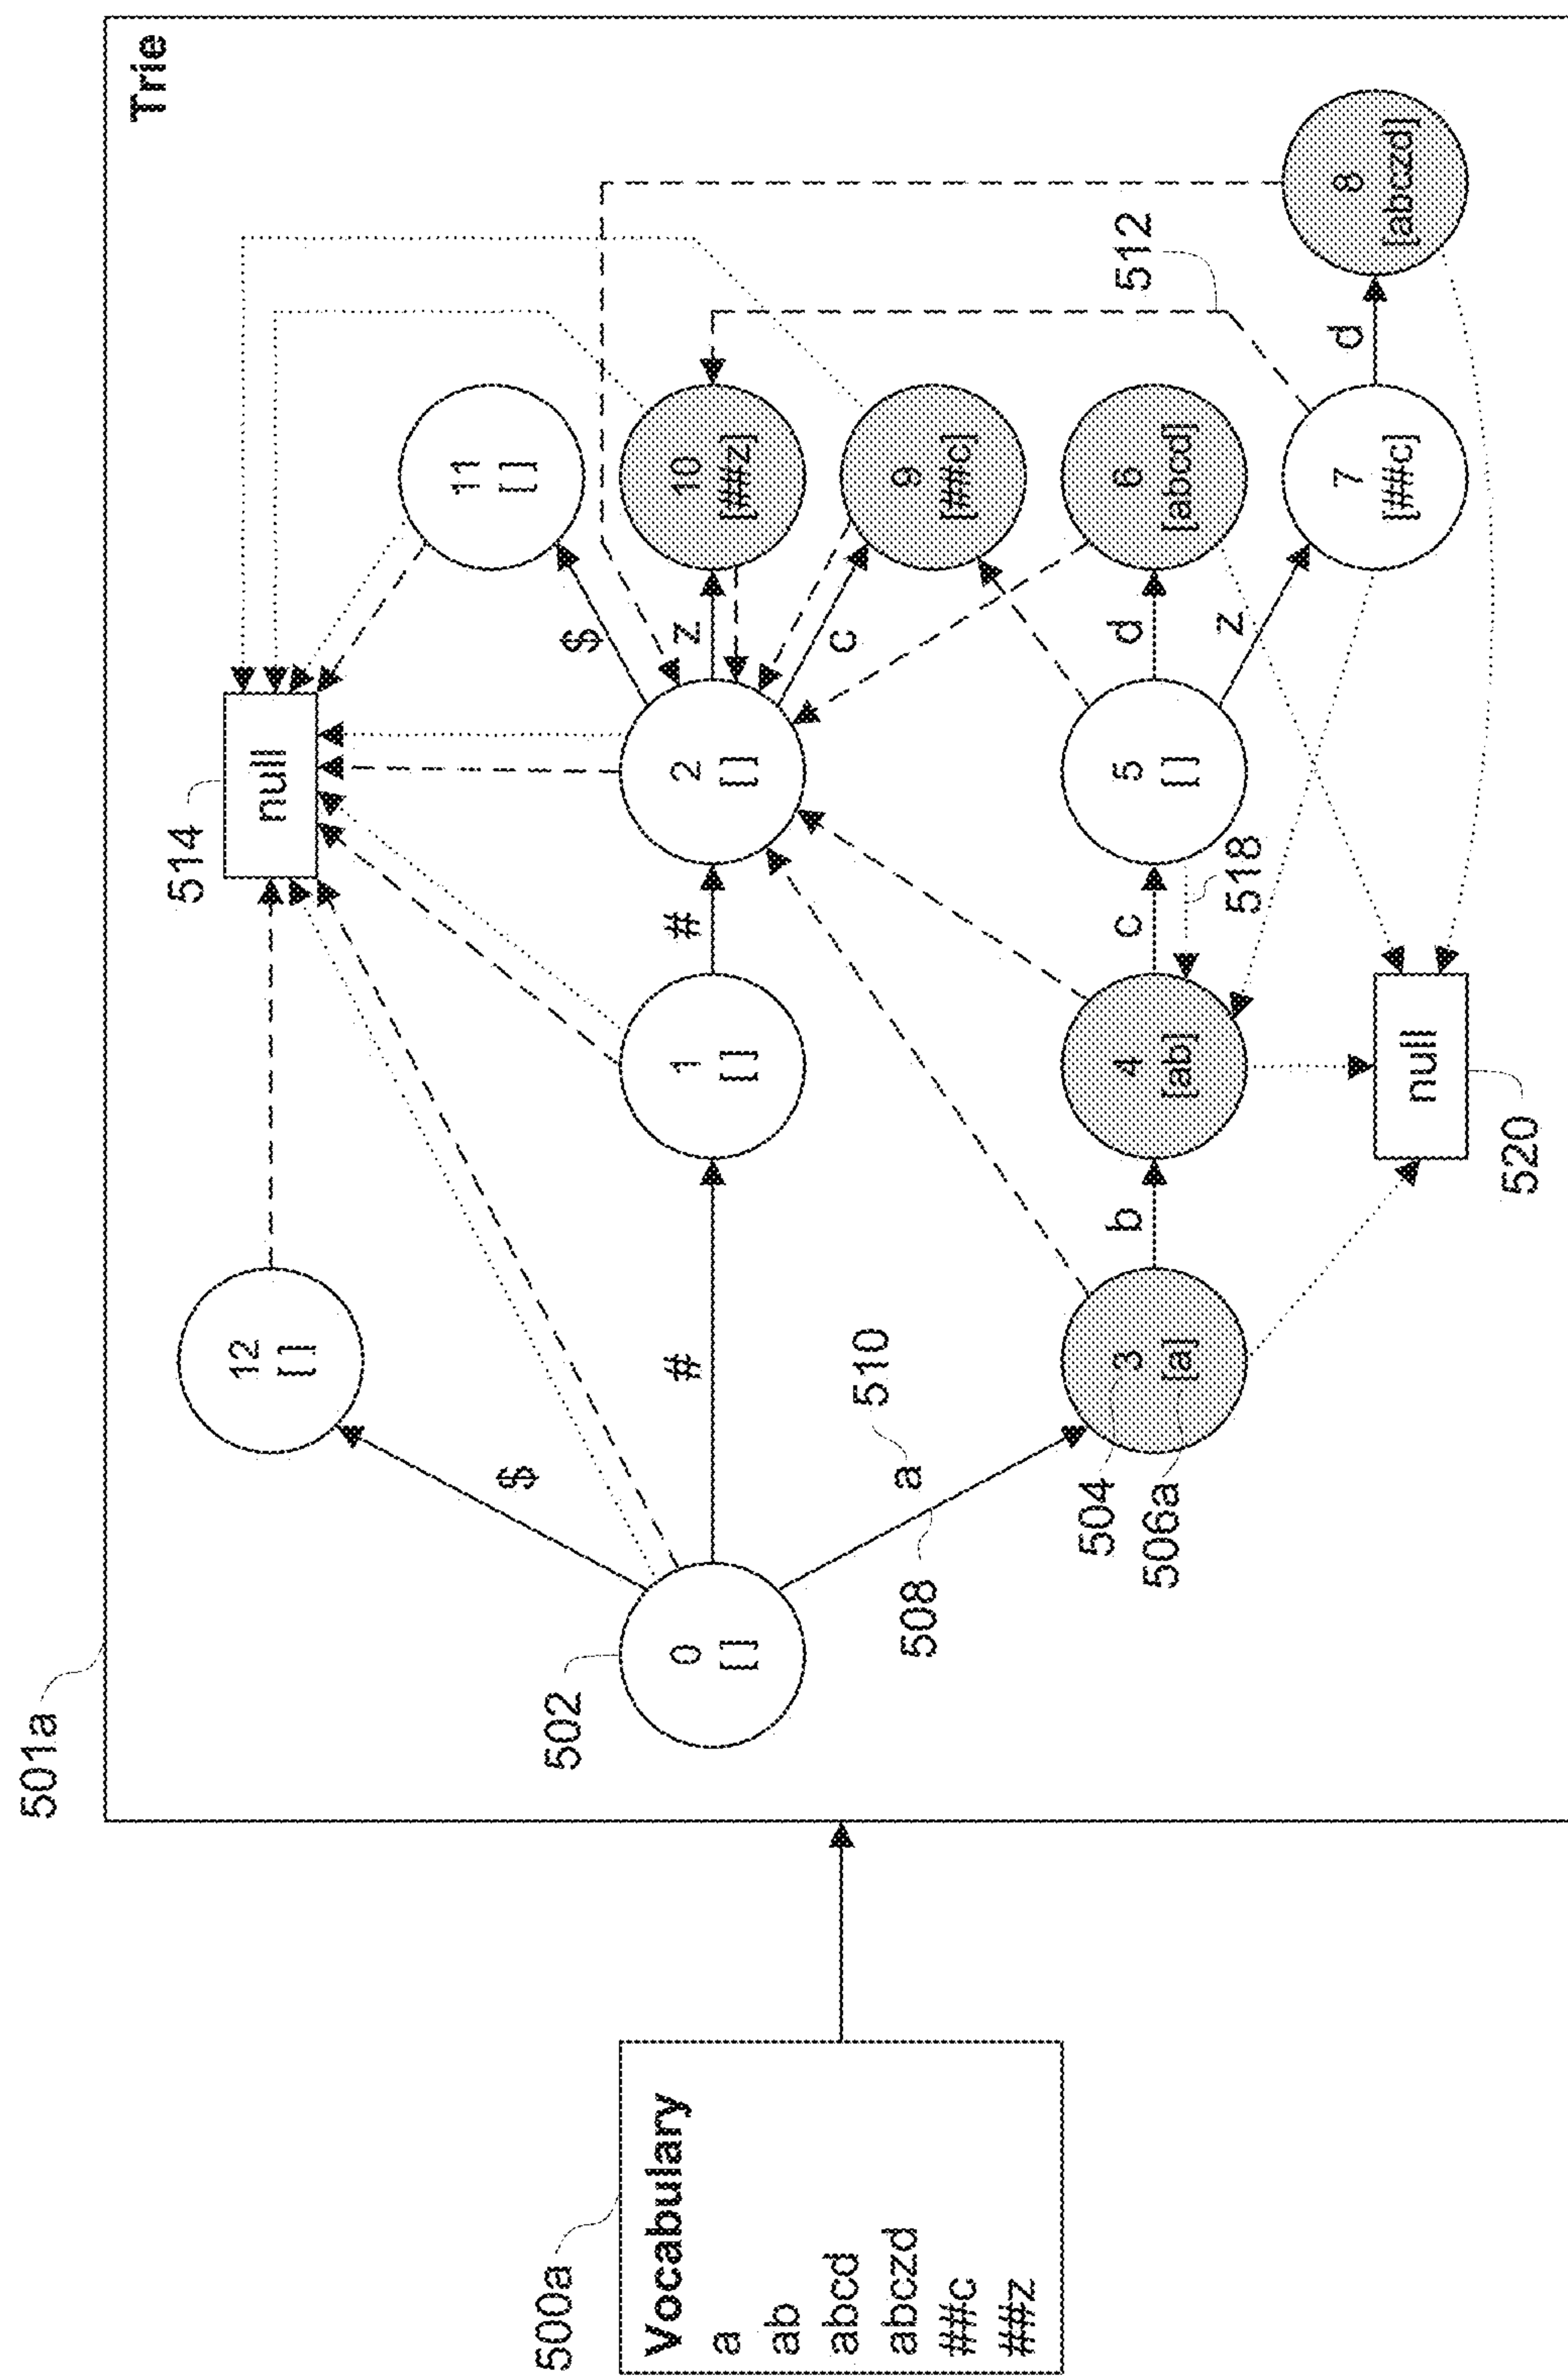 501a
Trie
514
null
12
[ ]
11
[ ]
$
$
502
0
[ ]
#
1
[ ]
#
2
[ ]
z
10
[##z]
c
9
[##c]
510
a
508
512
504
3
[a]
506a
b
4
[ab]
c
518
5
[ ]
d
6
[abcd]
z
7
[##c]
d
8
[abczd]
null
520
500a
Vocabulary
a
ab
abcd
abczd
##c
##z